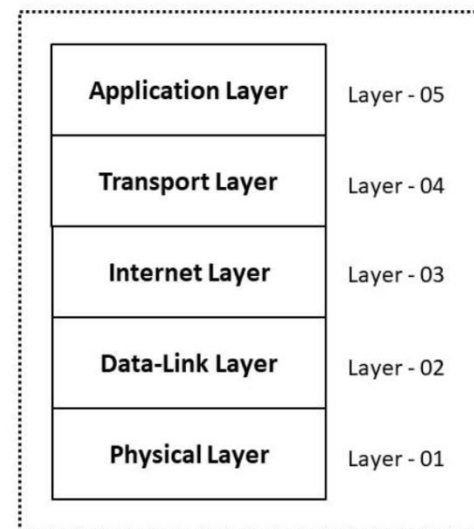 Application Layer Layer - 05
Transport Layer Layer - 04
Internet Layer Layer - 03
Data-Link Layer Layer - 02
Physical Layer Layer - 01